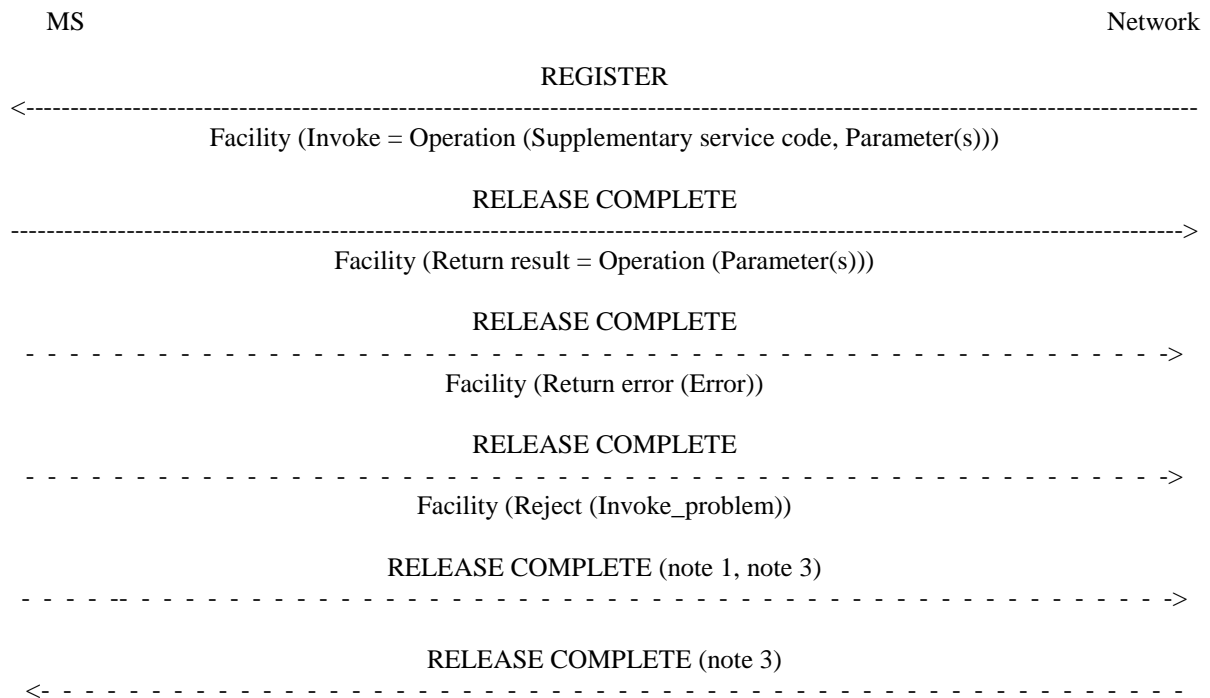 MS Network
REGISTER
<------------------------------------------------------------------------------------------------------------------------------------
Facility (Invoke = Operation (Supplementary service code, Parameter(s)))
RELEASE COMPLETE
------------------------------------------------------------------------------------------------------------------------------------>
Facility (Return result = Operation (Parameter(s)))
RELEASE COMPLETE
- - - - - - - - - - - - - - - - - - - - - - - - - - - - - - - - - - - - - - - - - - - - - - - - - - - - - - - - - - - - - - ->
Facility (Return error (Error))
RELEASE COMPLETE
- - - - - - - - - - - - - - - - - - - - - - - - - - - - - - - - - - - - - - - - - - - - - - - - - - - - - - - - - - - - - - ->
Facility (Reject (Invoke_problem))
RELEASE COMPLETE (note 1, note 3)
- - - - -- - - - - - - - - - - - - - - - - - - - - - - - - - - - - - - - - - - - - - - - - - - - - - - - - - - - - - - - - ->
RELEASE COMPLETE (note 3)
<- - - - - - - - - - - - - - - - - - - - - - - - - - - - - - - - - - - - - - - - - - - - - - - - - - - - - - - - - - - - - -